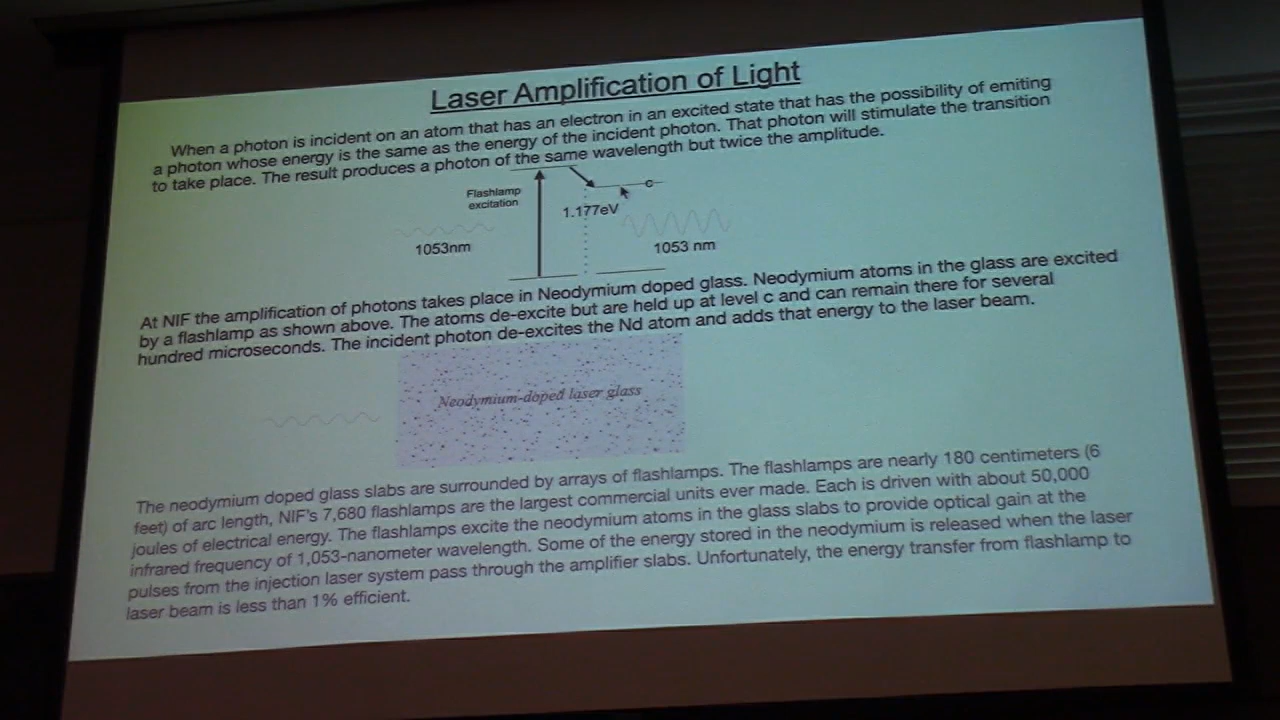 Laser Amplification of Light
When a photon is incident on an atom that has an electron in an excited state that has the possibility of emiting
a photon whose energy is the same as the energy of the incident photon. That photon will stimulate the transition
to take place. The result produces a photon of the same wavelength but twice the amplitude.
Flashlamp
excitation
c
1.177eV
1053nm
1053 nm
At NIF the amplification of photons takes place in Neodymium doped glass. Neodymium atoms in the glass are excited
by a flashlamp as shown above. The atoms de-excite but are held up at level c and can remain there for several
hundred microseconds. The incident photon de-excites the Nd atom and adds that energy to the laser beam.
Neodymium-doped laser glass
The neodymium doped glass slabs are surrounded by arrays of flashlamps. The flashlamps are nearly 180 centimeters (6
feet) of arc length, NIF's 7,680 flashlamps are the largest commercial units ever made. Each is driven with about 50,000
joules of electrical energy. The flashlamps excite the neodymium atoms in the glass slabs to provide optical gain at the
infrared frequency of 1,053-nanometer wavelength. Some of the energy stored in the neodymium is released when the laser
pulses from the injection laser system pass through the amplifier slabs. Unfortunately, the energy transfer from flashlamp to
laser beam is less than 1% efficient.